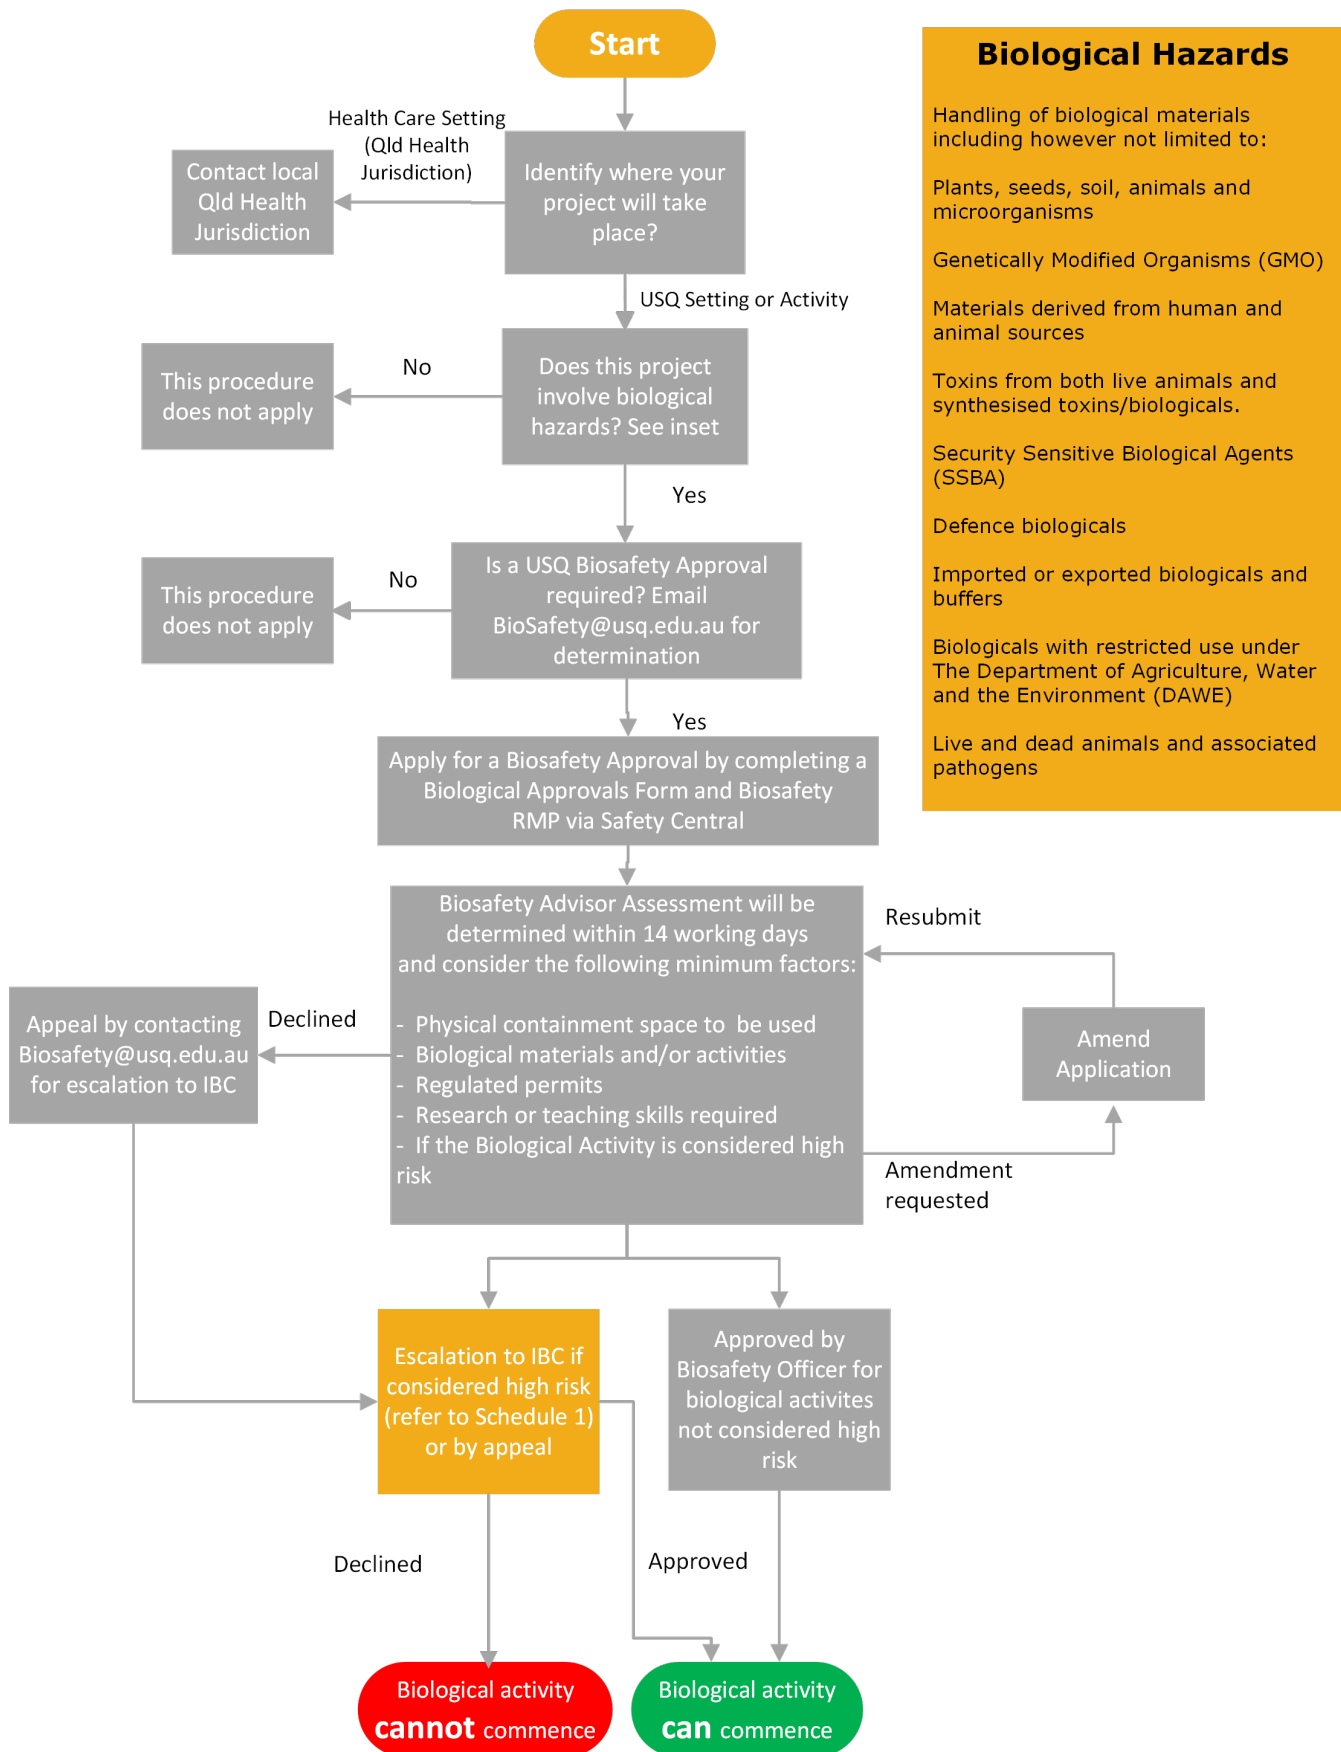 Start
Health Care Setting
(Qld Health
Jurisdiction)
Contact local
Qld Health
Jurisdiction
Identify where your
project will take
place?
USQ Setting or Activity
This procedure
does not apply
No
Does this project
involve biological
hazards? See inset
Yes
This procedure
does not apply
No
Is a USQ Biosafety Approval
required? Email
BioSafety@usq.edu.au for
determination
Yes
Apply for a Biosafety Approval by completing a
Biological Approvals Form and Biosafety
RMP via Safety Central
Biosafety Advisor Assessment will be
determined within 14 working days
and consider the following minimum factors:
- Physical containment space to be used
- Biological materials and/or activities
- Regulated permits
- Research or teaching skills required
- If the Biological Activity is considered high
risk
Resubmit
Amend
Application
Amendment
requested
Declined
Appeal by contacting
Biosafety@usq.edu.au
for escalation to IBC
Escalation to IBC if
considered high risk
(refer to Schedule 1)
or by appeal
Approved by
Biosafety Officer for
biological activites
not considered high
risk
Declined
Approved
Biological activity
cannot commence
Biological activity
can commence
Biological Hazards
Handling of biological materials
including however not limited to:
Plants, seeds, soil, animals and
microorganisms
Genetically Modified Organisms (GMO)
Materials derived from human and
animal sources
Toxins from both live animals and
synthesised toxins/biologicals.
Security Sensitive Biological Agents
(SSBA)
Defence biologicals
Imported or exported biologicals and
buffers
Biologicals with restricted use under
The Department of Agriculture, Water
and the Environment (DAWE)
Live and dead animals and associated
pathogens